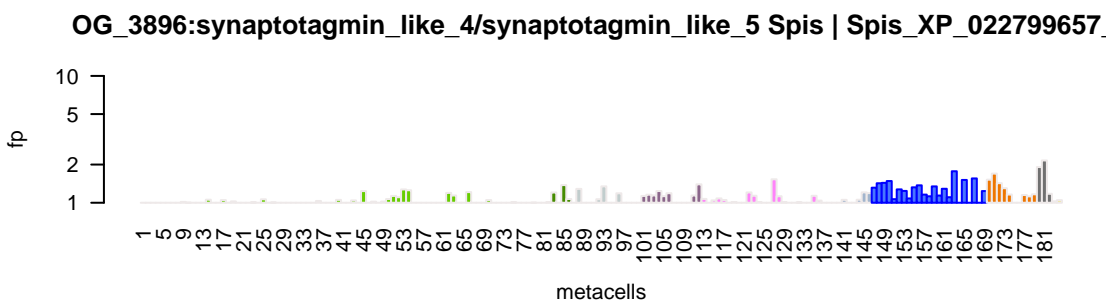 OG_3896:synaptotagmin_like_4/synaptotagmin_like_5 Spis | Spis_XP_022799657_
10
5
2
1
fp
1 5 9 13 17 21 25 29 33 37 41 45 49 53 57 61 65 69 73 77 81 85 89 93 97 101 105 109 113 117 121 125 129 133 137 141 145 149 153 157 161 165 169 173 177 181
metacells